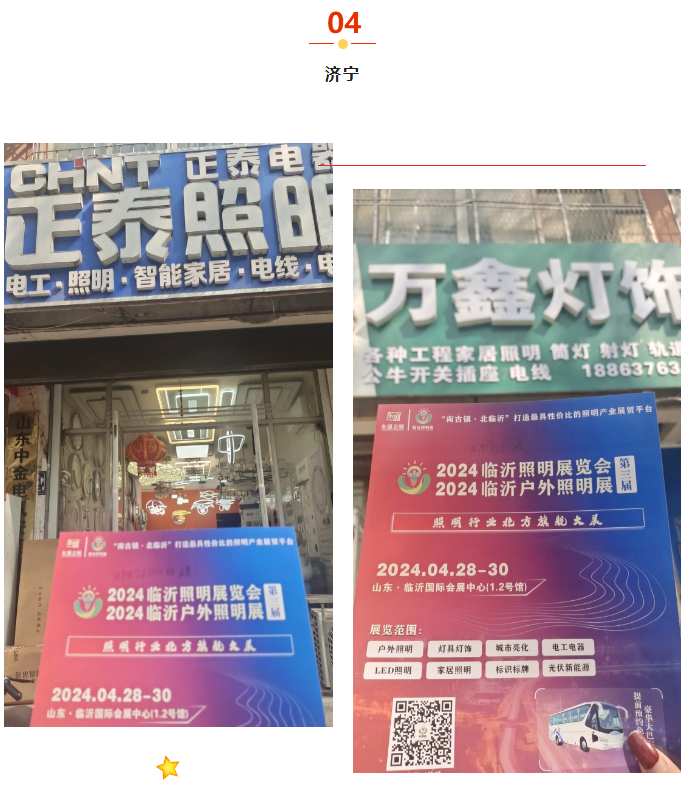 04
济宁
CHNT 正泰电器
正泰照明
电工·照明·智能家居·电线·电
山东中金电
"南古镇·北临沂"打造最具性价比的照明产业展贸平台
2024临沂照明展览会
2024临沂户外照明展
第三届
照明行业北方旗舰大展
2024.04.28-30
山东·临沂国际会展中心(1.2号馆)
万鑫灯饰
各种工程家居照明 筒灯 射灯 轨道
公牛开关插座 电线 18863763
"南古镇·北临沂"打造最具性价比的照明产业展贸平台
2024临沂照明展览会
2024临沂户外照明展
第三届
照明行业北方旗舰大展
2024.04.28-30
山东·临沂国际会展中心(1.2号馆)
展览范围:
户外照明 灯具灯饰 城市亮化 电工电器
LED照明 家居照明 标识标牌 光伏新能源
豪华大巴
提前预约